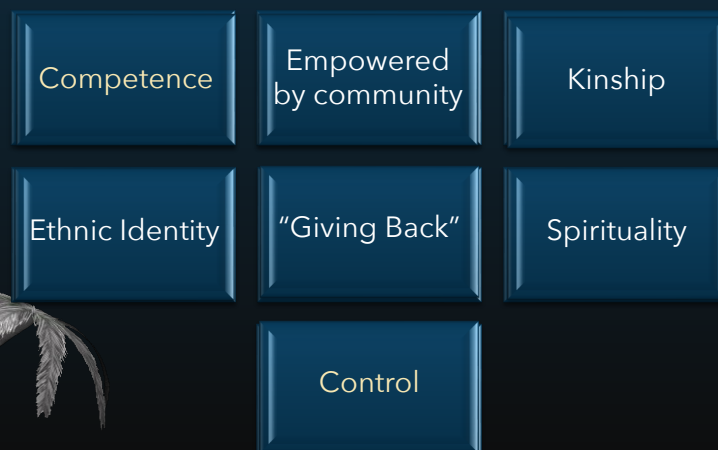 Competence
Empowered
by community
Kinship
Ethnic Identity
“Giving Back”
Spirituality
Control